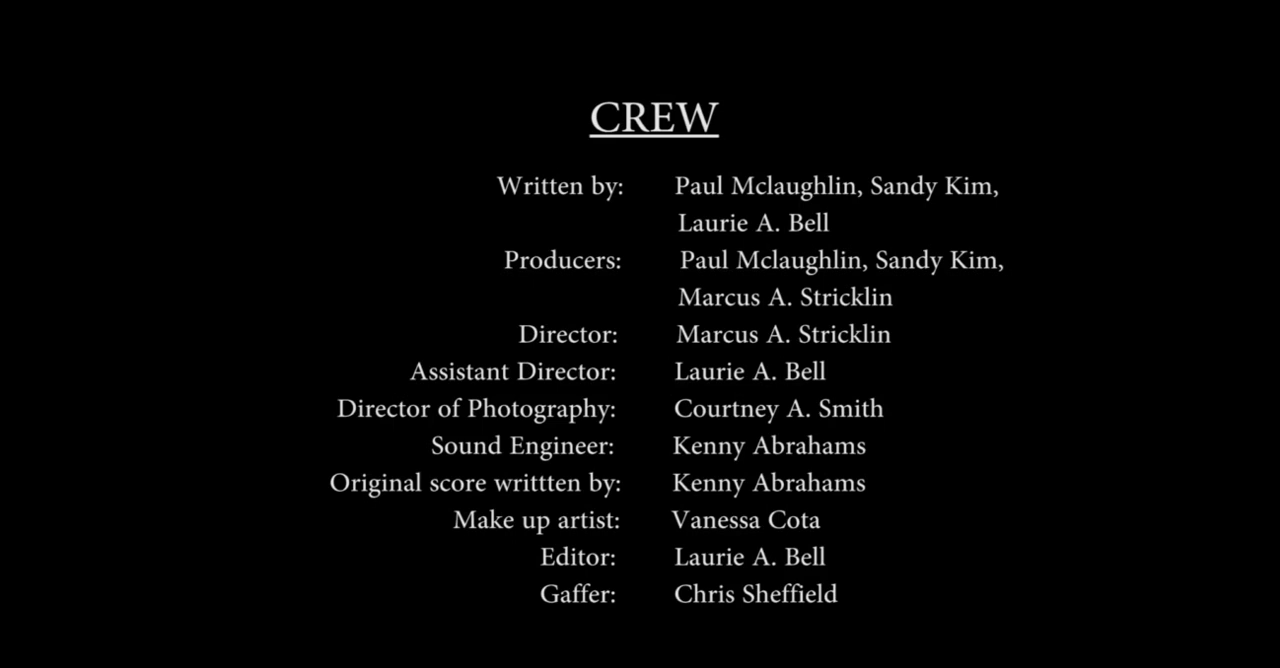 CREW
Written by: Paul Mclaughlin, Sandy Kim,
Laurie A. Bell
Producers: Paul Mclaughlin, Sandy Kim,
Marcus A. Stricklin
Director: Marcus A. Stricklin
Assistant Director: Laurie A. Bell
Director of Photography: Courtney A. Smith
Sound Engineer: Kenny Abrahams
Original score writtten by: Kenny Abrahams
Make up artist: Vanessa Cota
Editor: Laurie A. Bell
Gaffer: Chris Sheffield